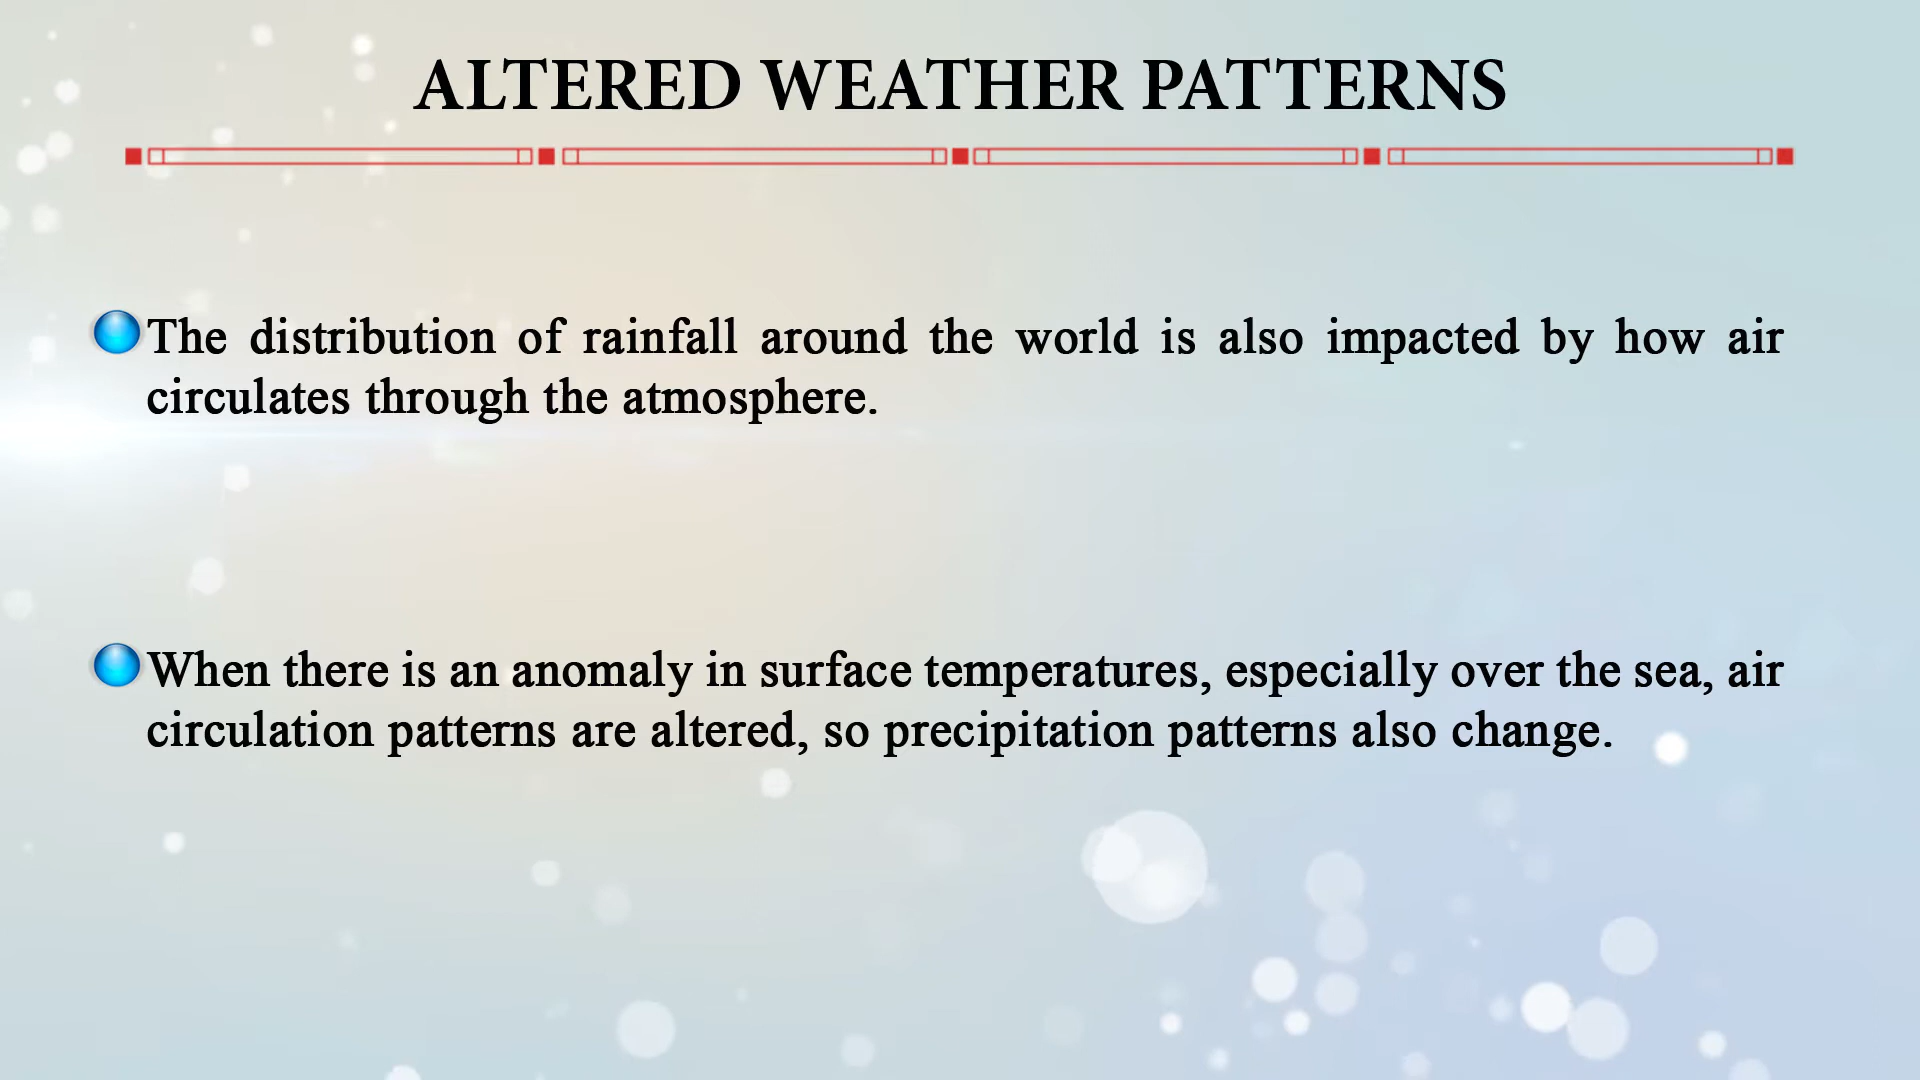 ALTERED WEATHER PATTERNS
The distribution of rainfall around the world is also impacted by how air
circulates through the atmosphere.
When there is an anomaly in surface temperatures, especially over the sea, air
circulation patterns are altered, so precipitation patterns also change.